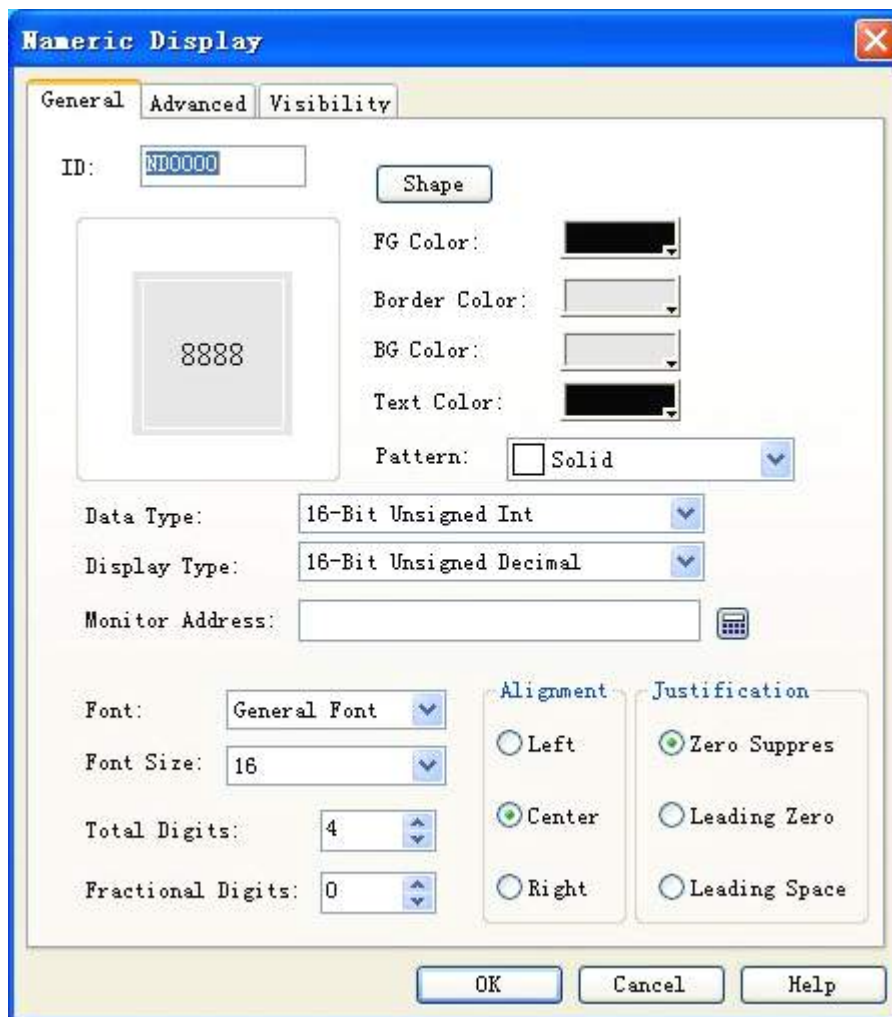 Nameric Display
General Advanced Visibility
ID: ND0000
Shape
FG Color:
Border Color:
8888
BG Color:
Text Color:
Pattern: Solid
Data Type: 16-Bit Unsigned Int
Display Type: 16-Bit Unsigned Decimal
Monitor Address:
Alignment Justification
Font: General Font
Left Zero Suppres
Font Size: 16
Center Leading Zero
Total Digits: 4
Right Leading Space
Fractional Digits: 0
OK Cancel Help